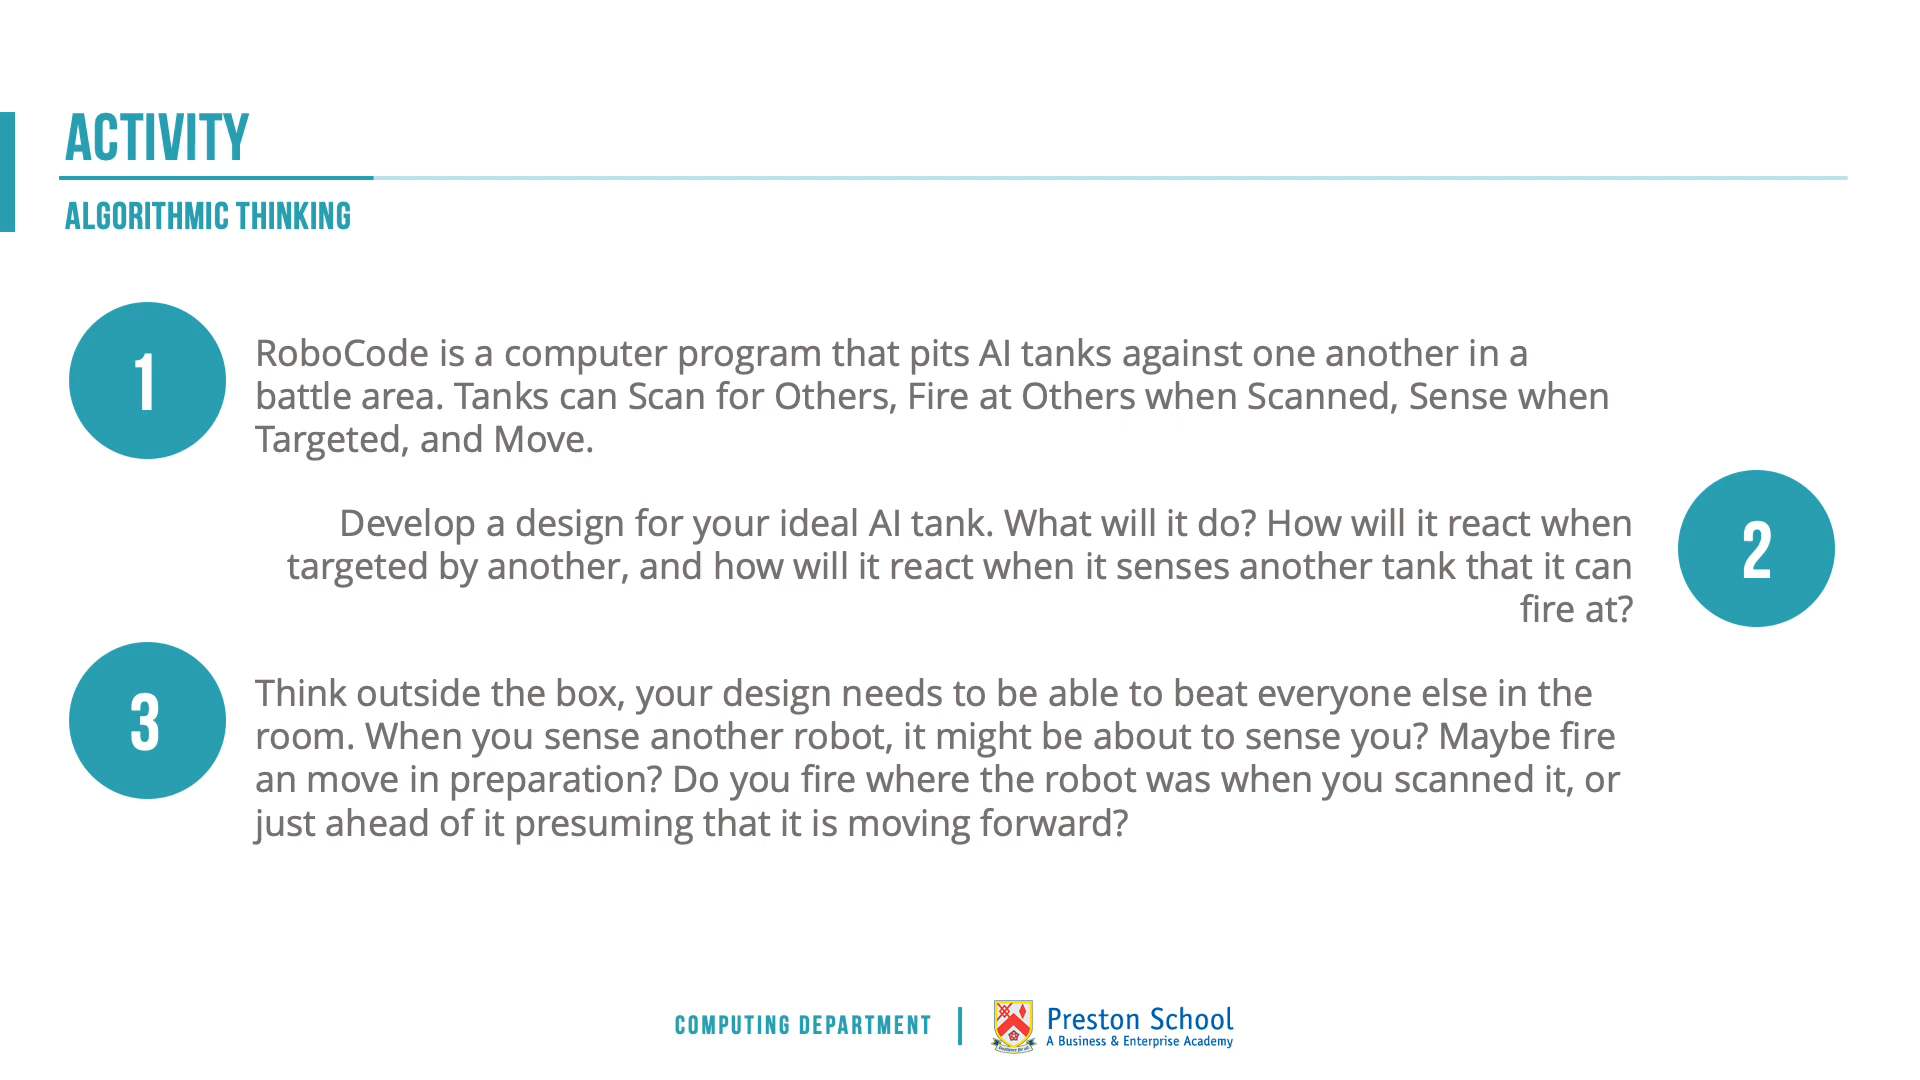 ACTIVITY
ALGORITHMIC THINKING
1
RoboCode is a computer program that pits AI tanks against one another in a
battle area. Tanks can Scan for Others, Fire at Others when Scanned, Sense when
Targeted, and Move.
Develop a design for your ideal AI tank. What will it do? How will it react when
targeted by another, and how will it react when it senses another tank that it can
fire at?
2
3
Think outside the box, your design needs to be able to beat everyone else in the
room. When you sense another robot, it might be about to sense you? Maybe fire
an move in preparation? Do you fire where the robot was when you scanned it, or
just ahead of it presuming that it is moving forward?
COMPUTING DEPARTMENT
Preston School
A Business & Enterprise Academy